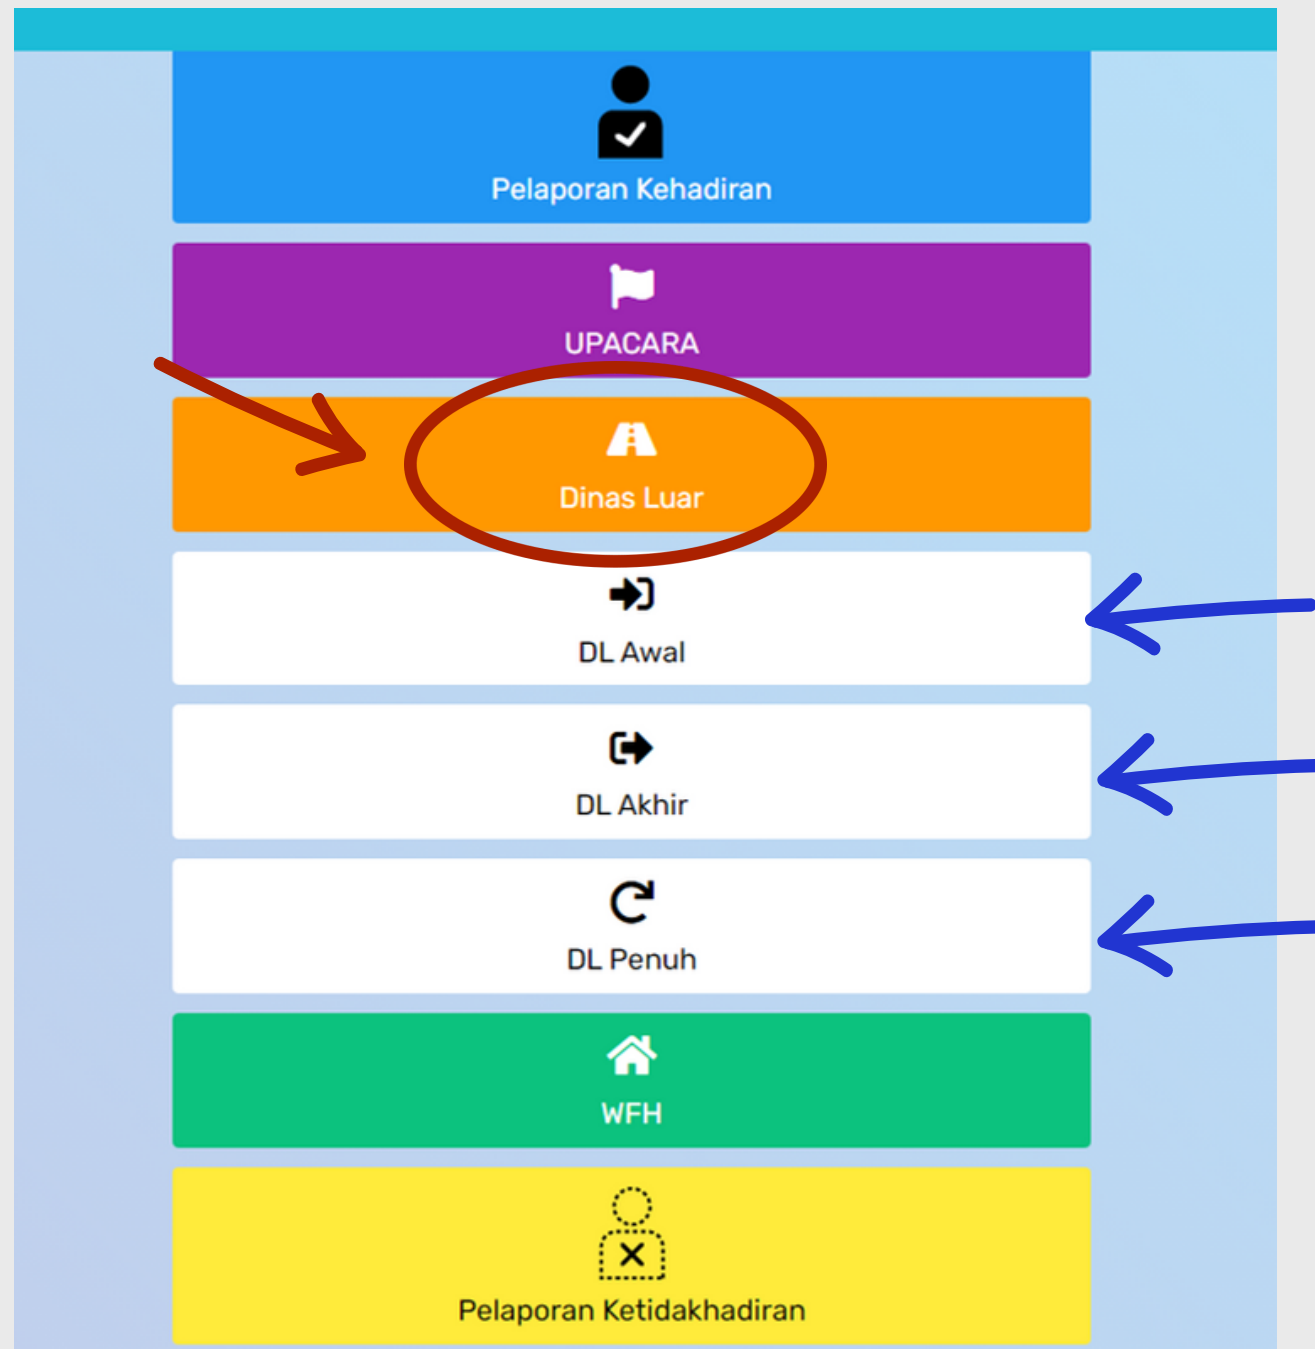 Pelaporan Kehadiran
UPACARA
Dinas Luar
DL Awal
DL Akhir
DL Penuh
WFH
Pelaporan Ketidakhadiran